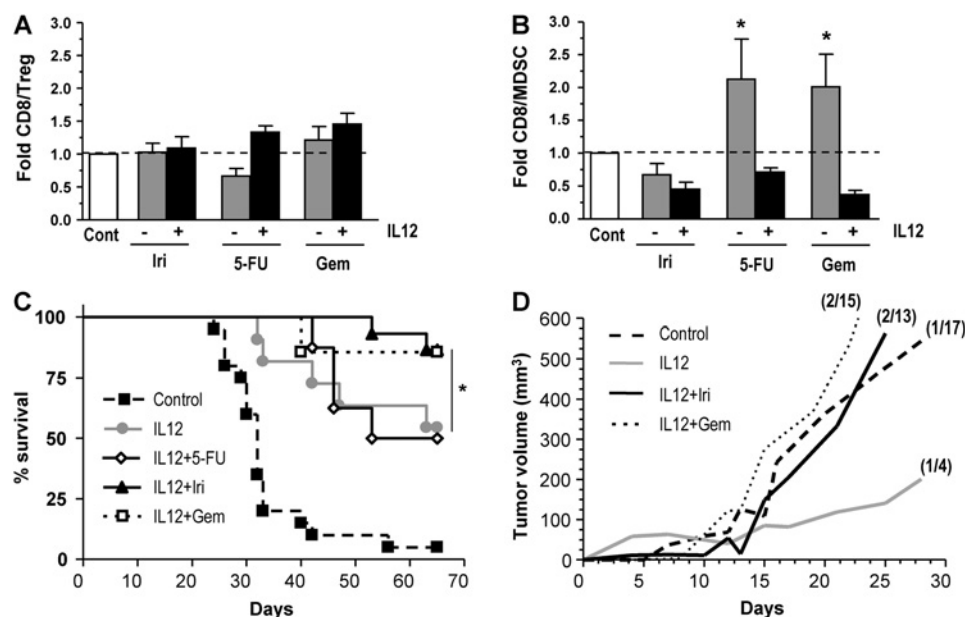 A
Fold CD8/Treg
3.0
2.5
2.0
1.5
1.0
0.5
0.0
Cont
- + - + - + IL12
Iri 5-FU Gem
B
Fold CD8/MDSC
3.0
2.5
2.0
1.5
1.0
0.5
0.0
* *
Cont
- + - + - + IL12
Iri 5-FU Gem
C
% survival
100
75
50
25
0
Control
IL12
IL12+5-FU
IL12+Iri
IL12+Gem
*
0 10 20 30 40 50 60 70
Days
D
Tumor volume (mm³)
600
500
400
300
200
100
0
Control
IL12
IL12+Iri
IL12+Gem
(2/15)
(2/13)
(1/17)
(1/4)
0 5 10 15 20 25 30
Days